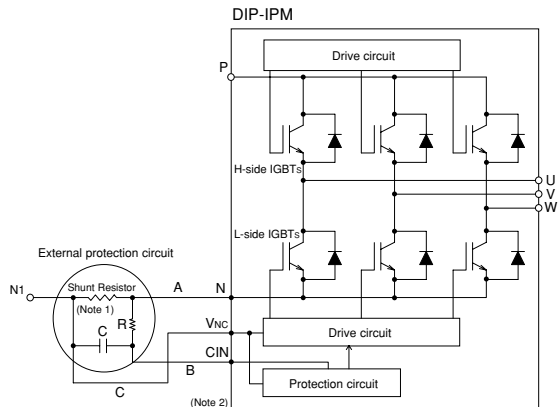 DIP-IPM
Drive circuit
P
H-side IGBTs
U
V
W
L-side IGBTs
External protection circuit
N1
Shunt Resistor
A
N
(Note 1)
R
C
VNC
Drive circuit
CIN
B
C
Protection circuit
(Note 2)